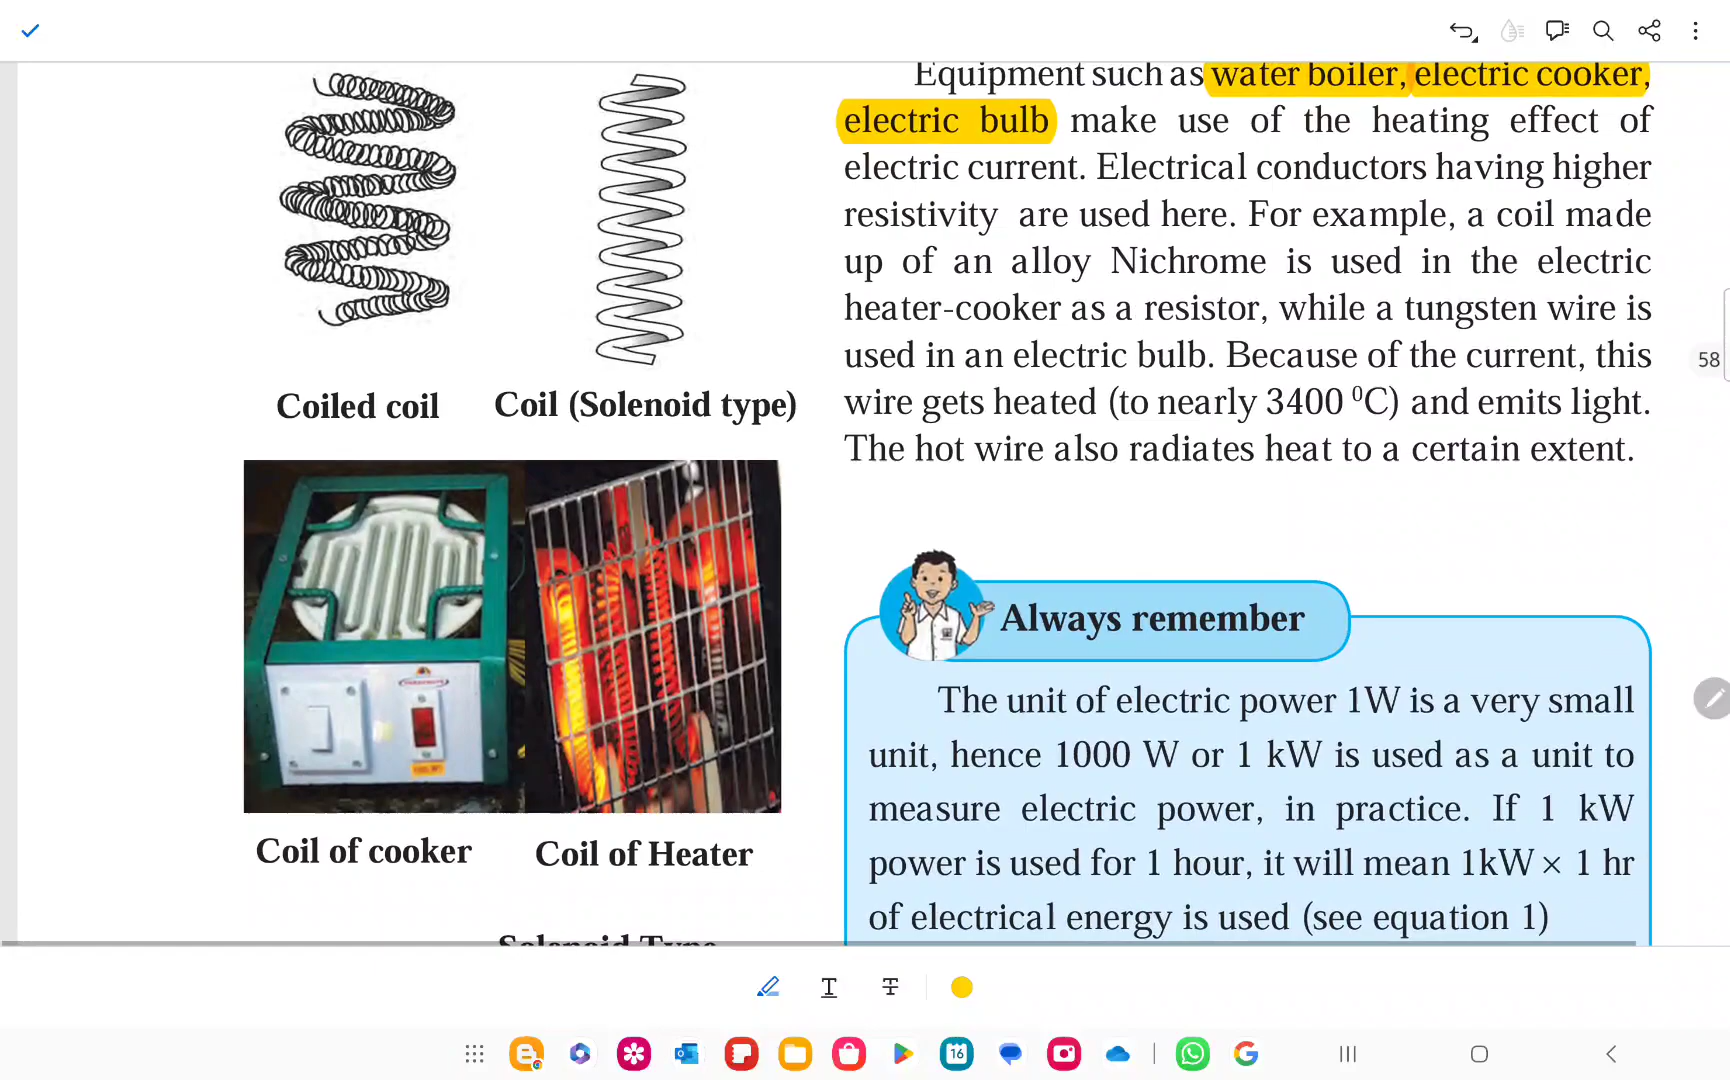 Equipment such as water boiler, electric cooker,
electric bulb make use of the heating effect of
electric current. Electrical conductors having higher
resistivity are used here. For example, a coil made
up of an alloy Nichrome is used in the electric
heater-cooker as a resistor, while a tungsten wire is
used in an electric bulb. Because of the current, this
wire gets heated (to nearly 3400 ⁰C) and emits light.
The hot wire also radiates heat to a certain extent.
Coiled coil
Coil (Solenoid type)
58
Coil of cooker
Coil of Heater
Solenoid Type
Always remember
The unit of electric power 1W is a very small
unit, hence 1000 W or 1 kW is used as a unit to
measure electric power, in practice. If 1 kW
power is used for 1 hour, it will mean 1kW × 1 hr
of electrical energy is used (see equation 1)
16